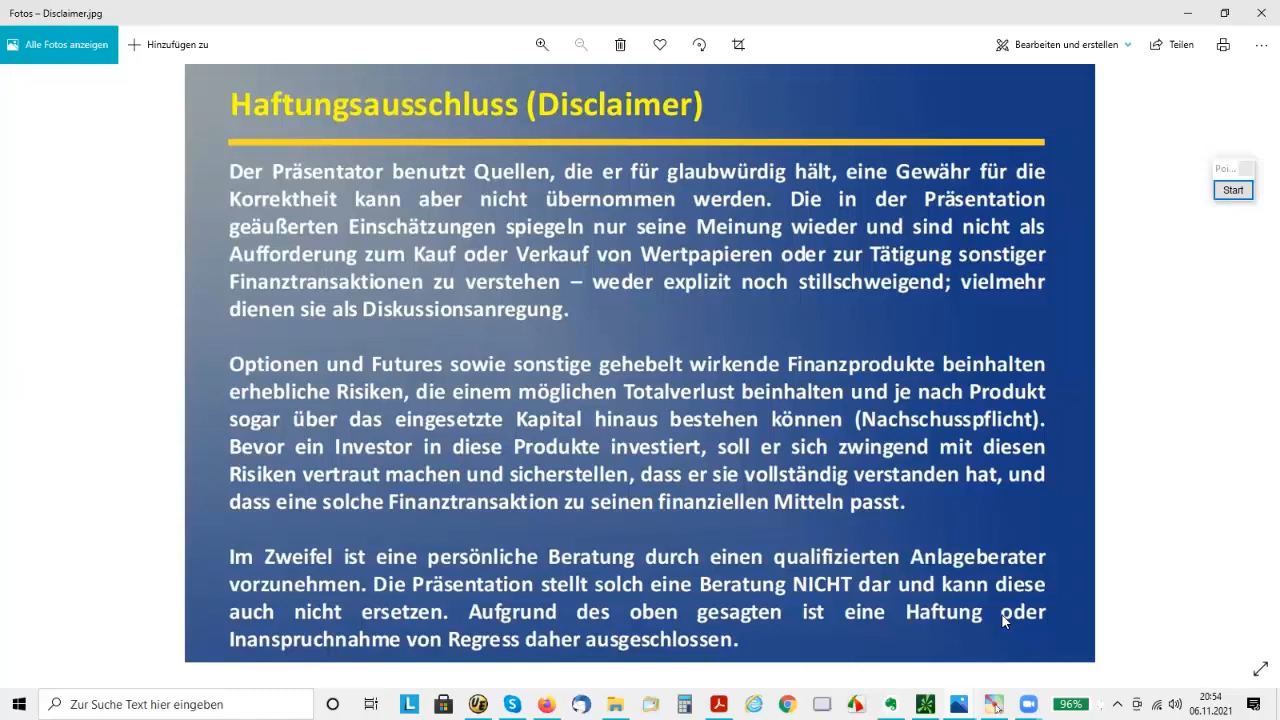 Fotos – Disclaimer.jpg
Alle Fotos anzeigen
Hinzufügen zu
Bearbeiten und erstellen
Teilen
Haftungsausschluss (Disclaimer)
Der Präsentator benutzt Quellen, die er für glaubwürdig hält, eine Gewähr für die
Korrektheit kann aber nicht übernommen werden. Die in der Präsentation
geäußerten Einschätzungen spiegeln nur seine Meinung wieder und sind nicht als
Aufforderung zum Kauf oder Verkauf von Wertpapieren oder zur Tätigung sonstiger
Finanztransaktionen zu verstehen – weder explizit noch stillschweigend; vielmehr
dienen sie als Diskussionsanregung.
Optionen und Futures sowie sonstige gehebelt wirkende Finanzprodukte beinhalten
erhebliche Risiken, die einem möglichen Totalverlust beinhalten und je nach Produkt
sogar über das eingesetzte Kapital hinaus bestehen können (Nachschusspflicht).
Bevor ein Investor in diese Produkte investiert, soll er sich zwingend mit diesen
Risiken vertraut machen und sicherstellen, dass er sie vollständig verstanden hat, und
dass eine solche Finanztransaktion zu seinen finanziellen Mitteln passt.
Im Zweifel ist eine persönliche Beratung durch einen qualifizierten Anlageberater
vorzunehmen. Die Präsentation stellt solch eine Beratung NICHT dar und kann diese
auch nicht ersetzen. Aufgrund des oben gesagten ist eine Haftung oder
Inanspruchnahme von Regress daher ausgeschlossen.
Poi...
Start
Zur Suche Text hier eingeben
96%
20:54
06.11.2021